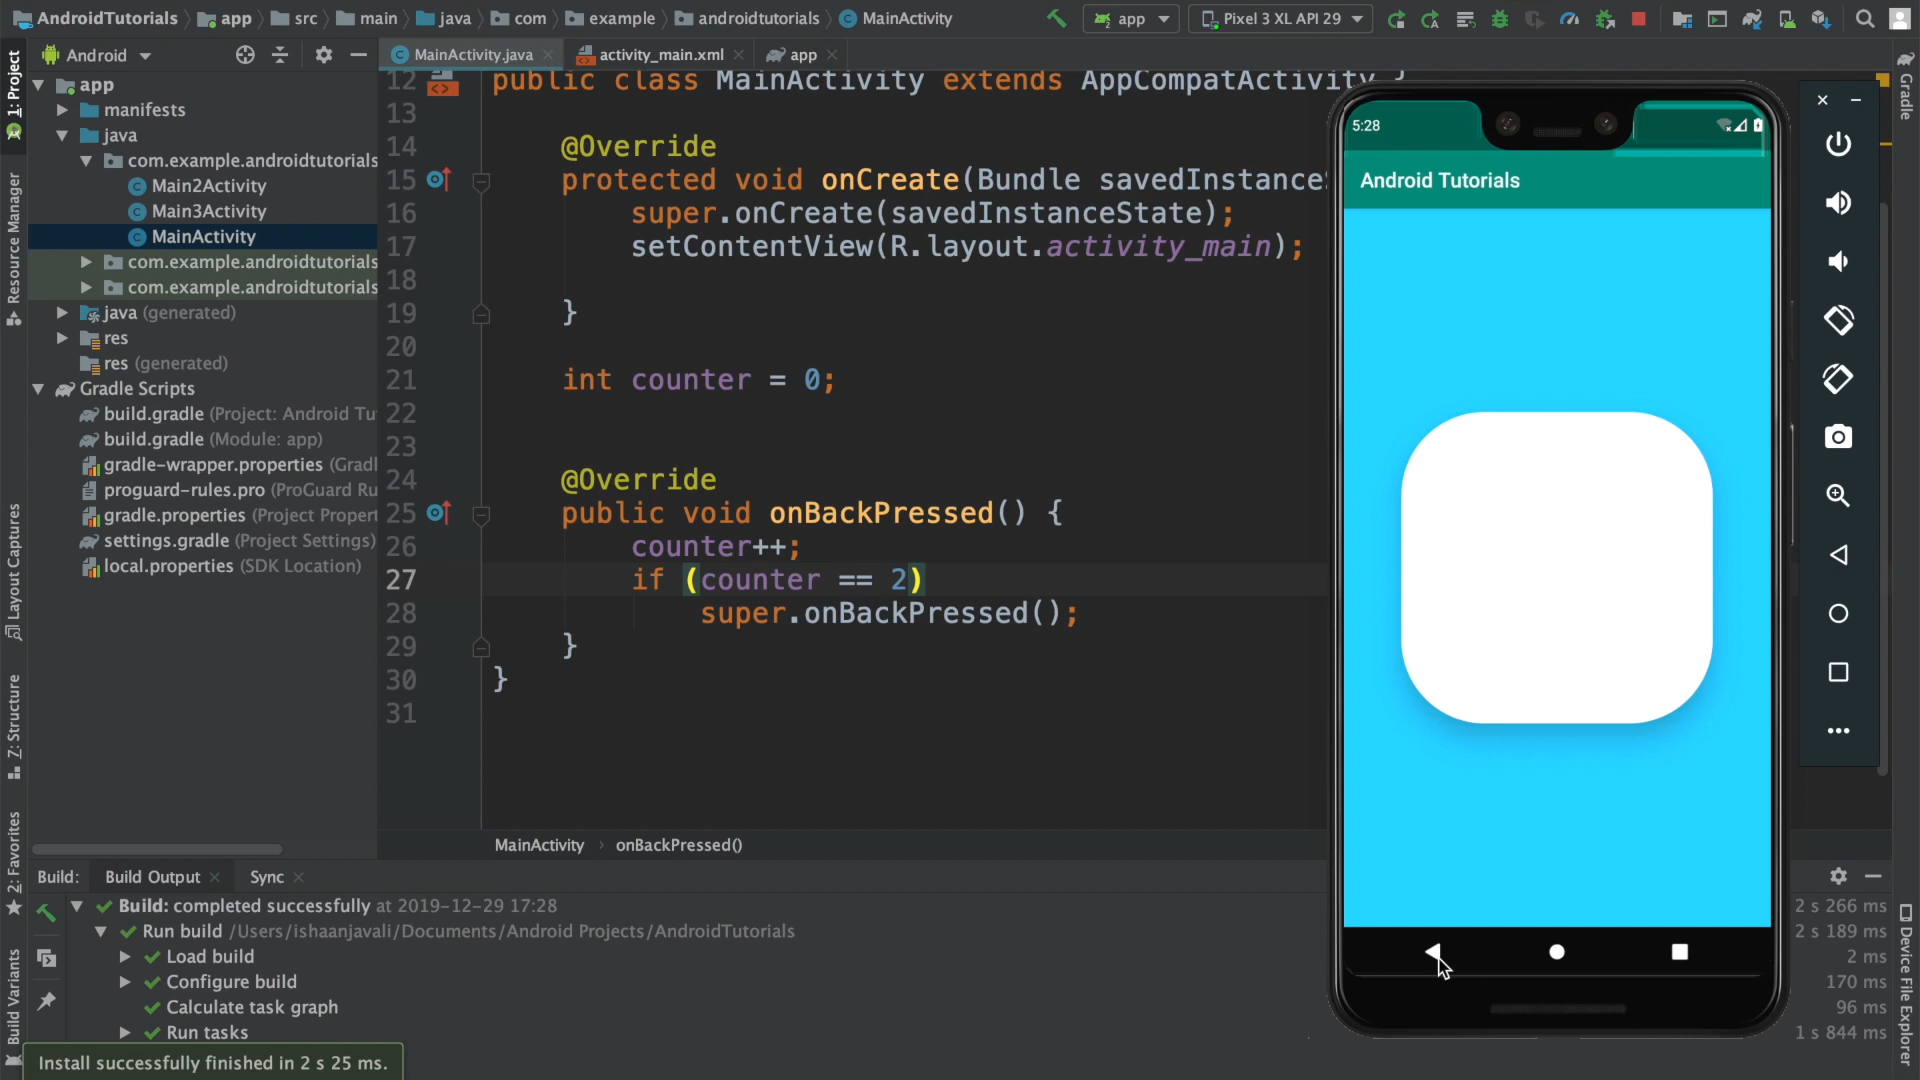 AndroidTutorials app src main java com example androidtutorials MainActivity
app Pixel 3 XL API 29
Android
MainActivity.java activity_main.xml app
1: Project
Resource Manager
Layout Captures
Z: Structure
2: Favorites
Build Variants
app
manifests
java
com.example.androidtutorials
Main2Activity
Main3Activity
MainActivity
com.example.androidtutorials
com.example.androidtutorials
java (generated)
res
res (generated)
Gradle Scripts
build.gradle (Project: Android Tu
build.gradle (Module: app)
gradle-wrapper.properties (Gradl
proguard-rules.pro (ProGuard Ru
gradle.properties (Project Propert
settings.gradle (Project Settings)
local.properties (SDK Location)
12 public class MainActivity extends AppCompatActivity {
13
14 @Override
15 protected void onCreate(Bundle savedInstanceS
16 super.onCreate(savedInstanceState);
17 setContentView(R.layout.activity_main);
18
19 }
20
21 int counter = 0;
22
23
24 @Override
25 public void onBackPressed() {
26 counter++;
27 if (counter == 2)
28 super.onBackPressed();
29 }
30 }
31
MainActivity › onBackPressed()
5:28
Android Tutorials
Gradle
Device File Explorer
Build: Build Output Sync
Build: completed successfully at 2019-12-29 17:28 2 s 266 ms
Run build /Users/ishaanjavali/Documents/Android Projects/AndroidTutorials 2 s 189 ms
Load build 2 ms
Configure build 170 ms
Calculate task graph 96 ms
Run tasks 1 s 844 ms
Install successfully finished in 2 s 25 ms.